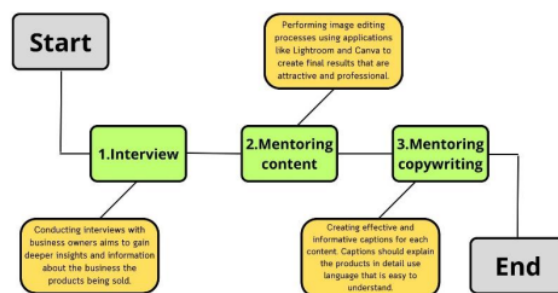 Start
Performing image editing
processes using applications
like Lightroom and Canva to
create final results that are
attractive and professional.
1.Interview
2.Mentoring
content
3.Mentoring
copywriting
Conducting interviews with
business owners aims to gain
deeper insights and information
about the business the
products being sold.
Creating effective and
informative captions for each
content. Captions should explain
the products in detail use
language that is easy to
understand.
End